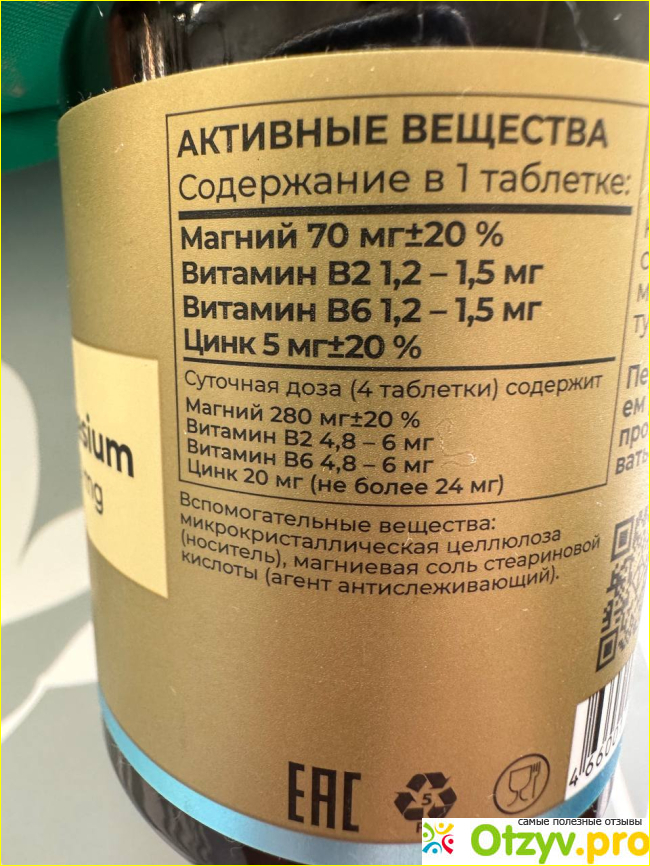 АКТИВНЫЕ ВЕЩЕСТВА
Содержание в 1 таблетке:
Магний 70 мг±20 %
Витамин В2 1,2 – 1,5 мг
Витамин В6 1,2 – 1,5 мг
Цинк 5 мг±20 %
Суточная доза (4 таблетки) содержит
Магний 280 мг±20 %
Витамин В2 4,8 – 6 мг
Витамин В6 4,8 – 6 мг
Цинк 20 мг (не более 24 мг)
Вспомогательные вещества:
микрокристаллическая целлюлоза
(носитель), магниевая соль стеариновой
кислоты (агент антислеживающий).
mg
EAC
5
самые полезные отзывы
Otzyv.pro